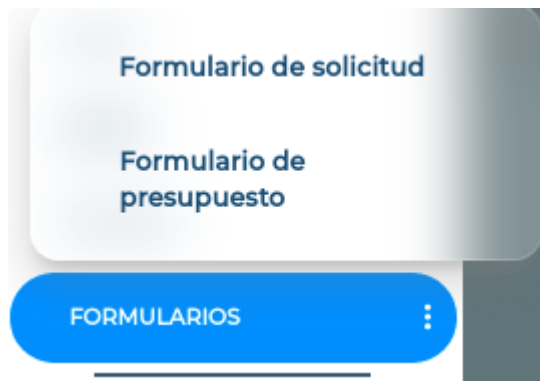 Formulario de solicitud
Formulario de
presupuesto
FORMULARIOS